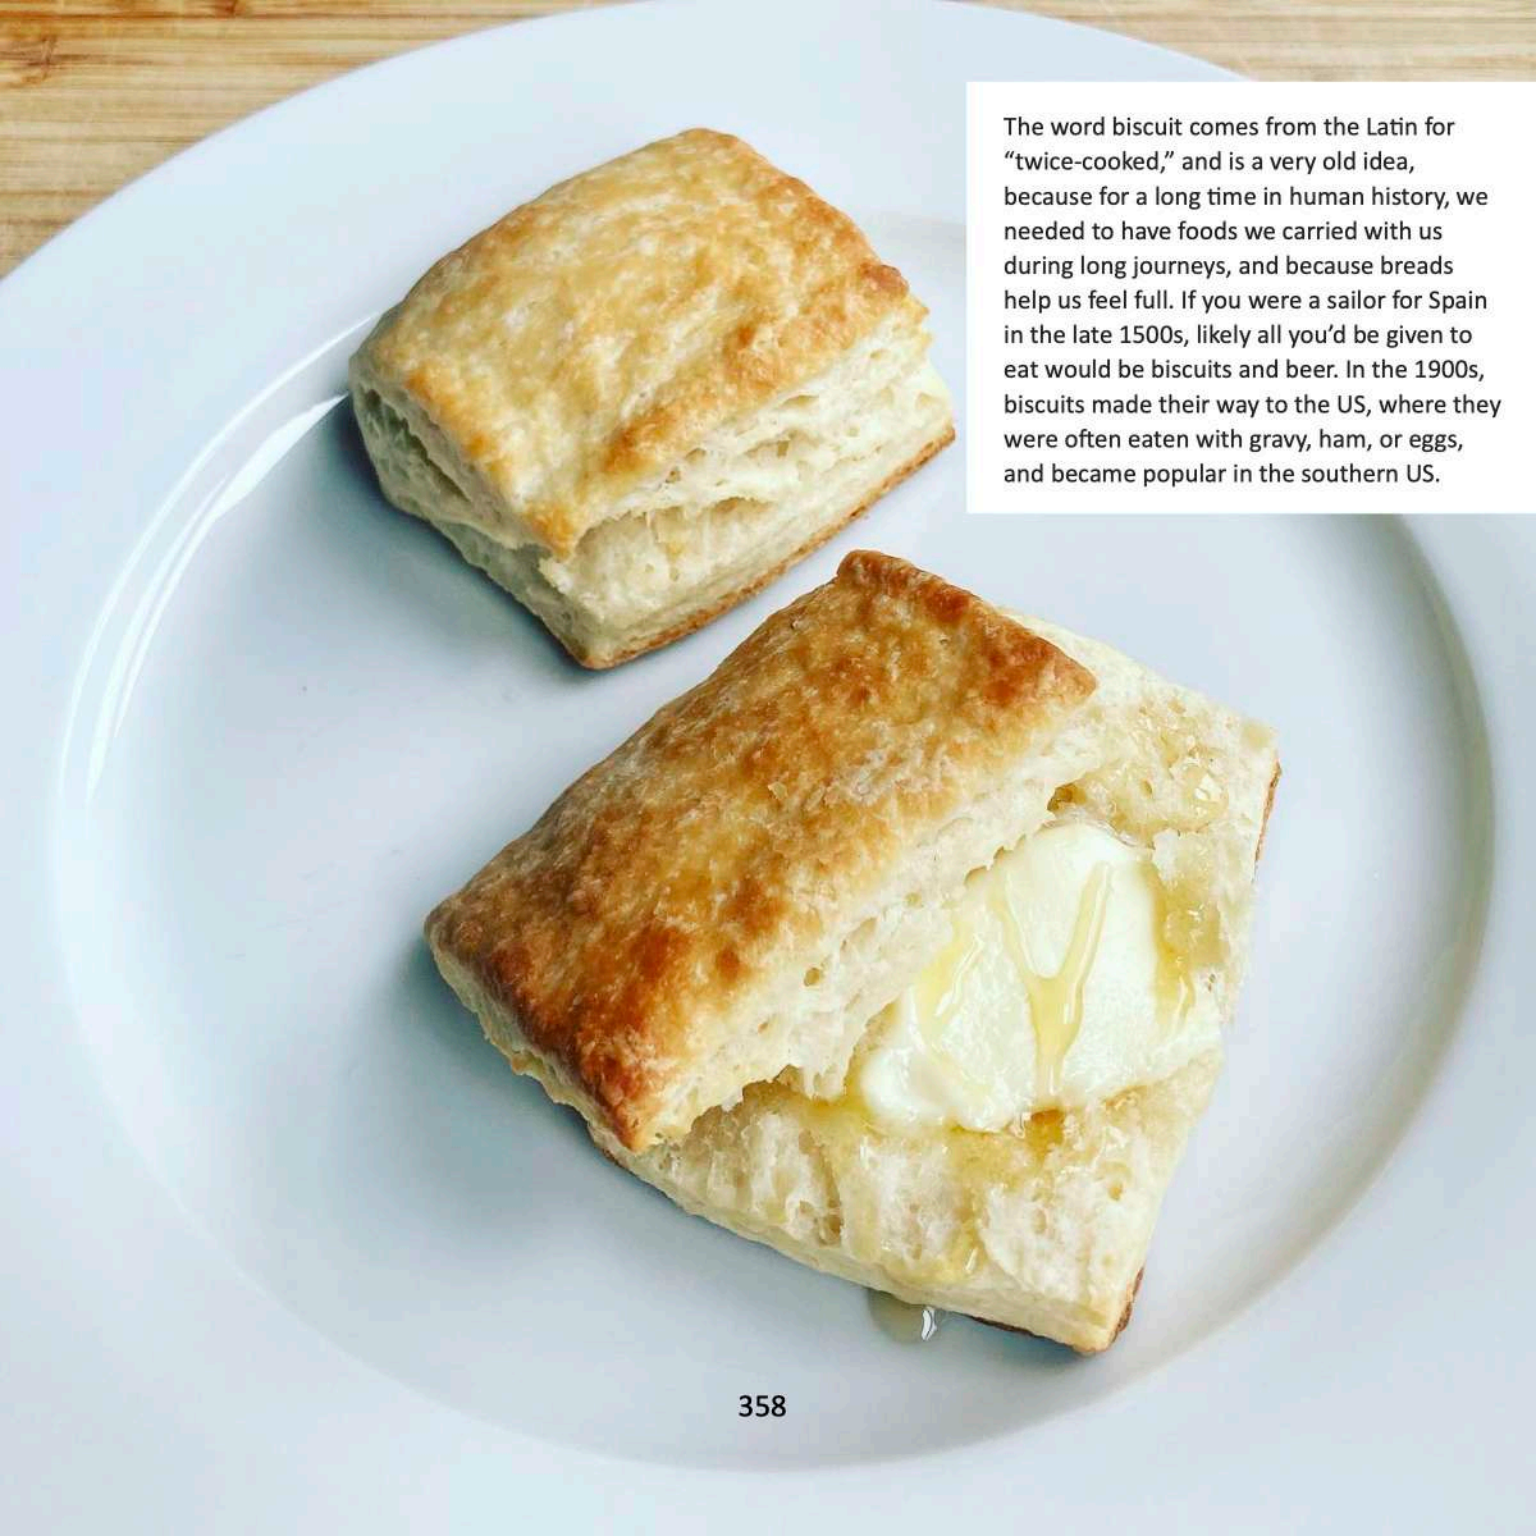 The word biscuit comes from the Latin for
“twice-cooked,” and is a very old idea,
because for a long time in human history, we
needed to have foods we carried with us
during long journeys, and because breads
help us feel full. If you were a sailor for Spain
in the late 1500s, likely all you’d be given to
eat would be biscuits and beer. In the 1900s,
biscuits made their way to the US, where they
were often eaten with gravy, ham, or eggs,
and became popular in the southern US.
358